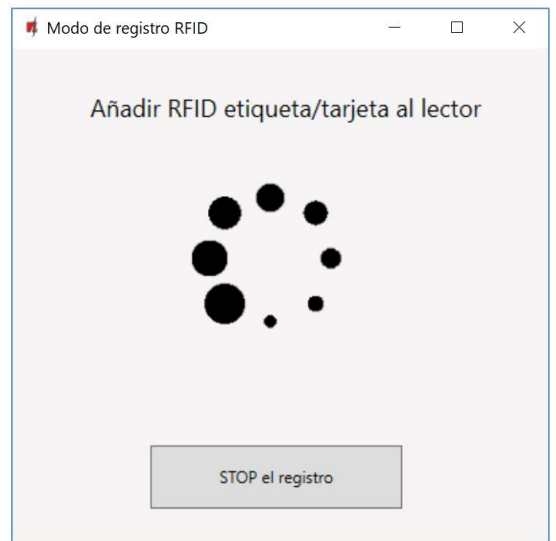 Modo de registro RFID
Añadir RFID etiqueta/tarjeta al lector
STOP el registro